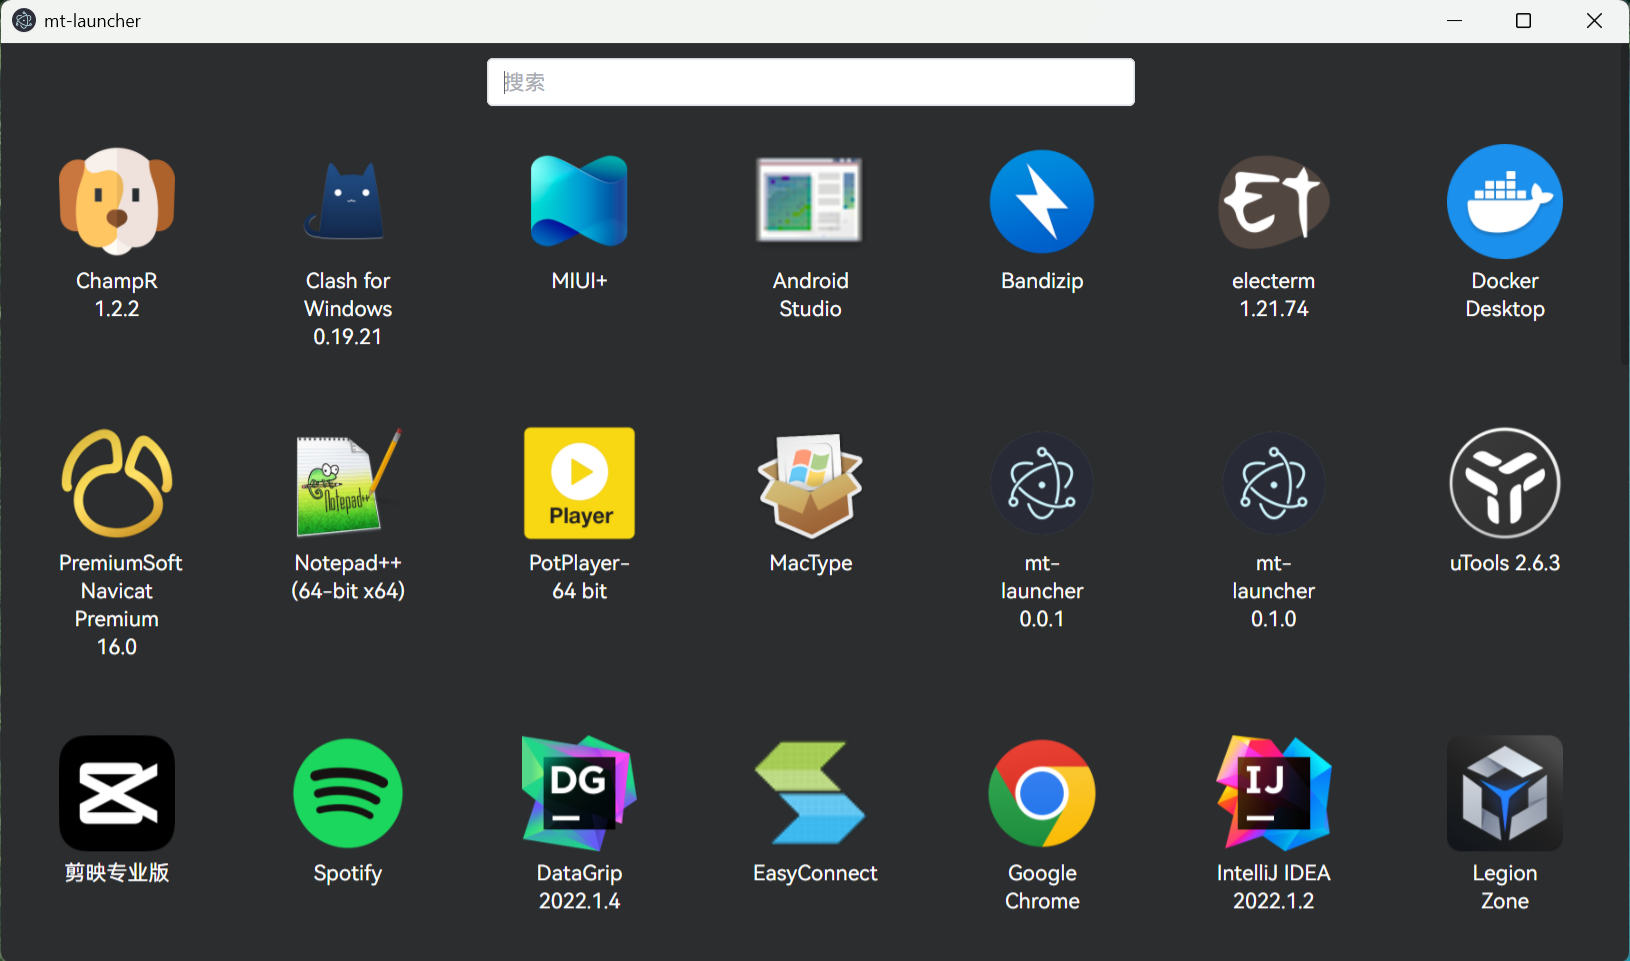 mt-launcher
搜索
ChampR
1.2.2
Clash for
Windows
0.19.21
MIUI+
Android
Studio
Bandizip
ET
electerm
1.21.74
Docker
Desktop
PremiumSoft
Navicat
Premium
16.0
Notepad++
Notepad++
(64-bit x64)
Player
PotPlayer-
64 bit
MacType
mt-
launcher
0.0.1
mt-
launcher
0.1.0
uTools 2.6.3
剪映专业版
Spotify
DG
DataGrip
2022.1.4
EasyConnect
Google
Chrome
IJ
IntelliJ IDEA
2022.1.2
Legion
Zone